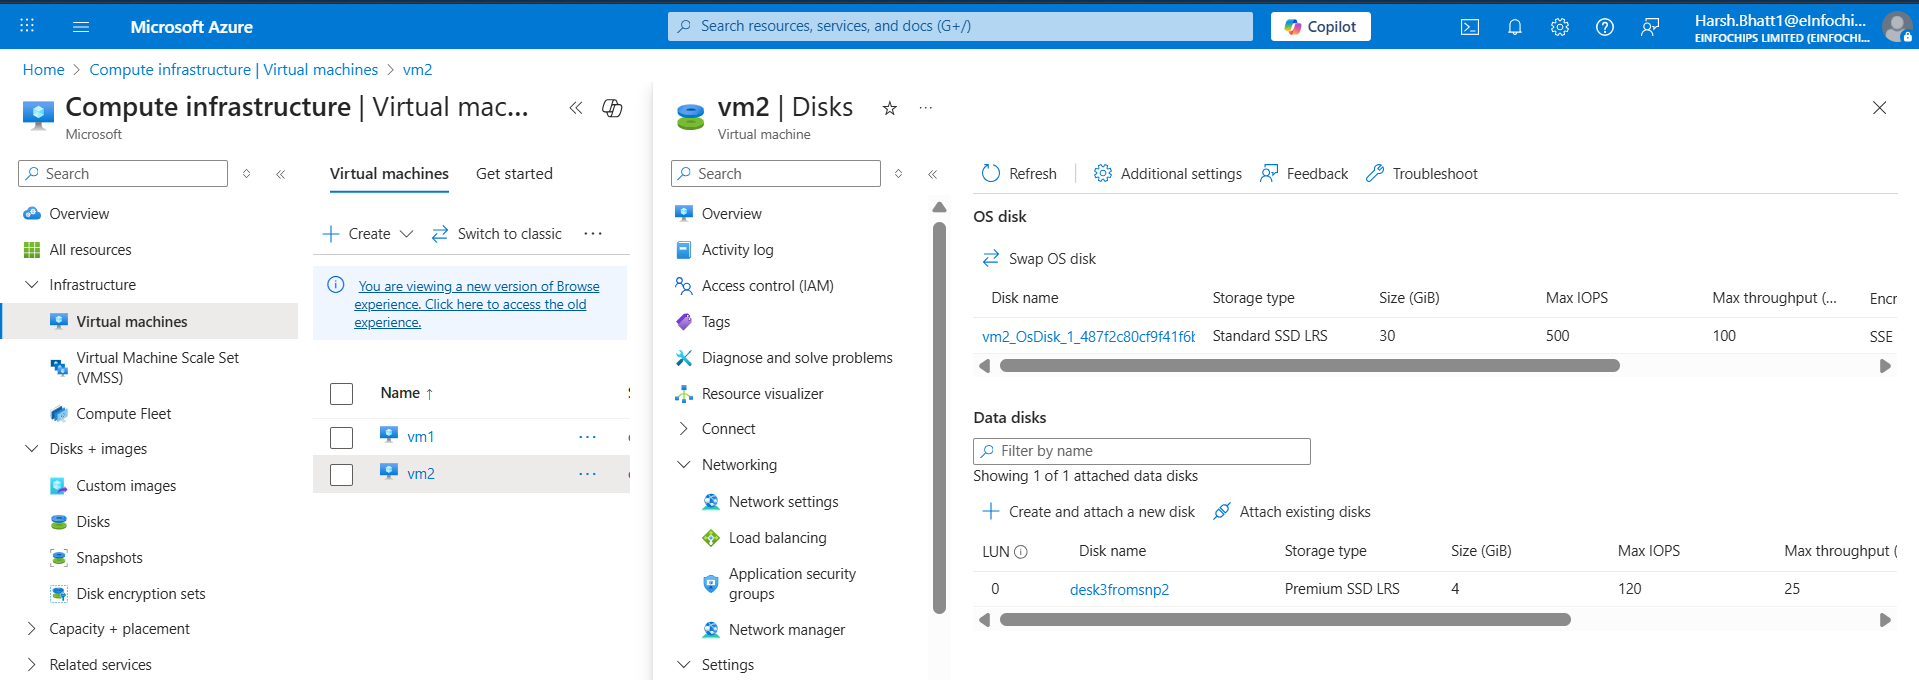 Microsoft Azure
Search resources, services, and docs (G+/)
Copilot
Harsh.Bhatt1@eInfochi...
EINFOCHIPS LIMITED (EINFOCHI...
Home > Compute infrastructure | Virtual machines > vm2
Compute infrastructure | Virtual mac...
Microsoft
Search
Overview
All resources
Infrastructure
Virtual machines
Virtual Machine Scale Set
(VMSS)
Compute Fleet
Disks + images
Custom images
Disks
Snapshots
Disk encryption sets
Capacity + placement
Related services
Virtual machines Get started
Create Switch to classic ...
You are viewing a new version of Browse
experience. Click here to access the old
experience.
Name ↑
vm1 ...
vm2 ...
vm2 | Disks ...
Virtual machine
Search
Overview
Activity log
Access control (IAM)
Tags
Diagnose and solve problems
Resource visualizer
Connect
Networking
Network settings
Load balancing
Application security
groups
Network manager
Settings
Refresh Additional settings Feedback Troubleshoot
OS disk
Swap OS disk
Disk name Storage type Size (GiB) Max IOPS Max throughput (... Encr
vm2_OsDisk_1_487f2c80cf9f41f6b Standard SSD LRS 30 500 100 SSE
Data disks
Filter by name
Showing 1 of 1 attached data disks
Create and attach a new disk Attach existing disks
LUN Disk name Storage type Size (GiB) Max IOPS Max throughput (
0 desk3fromsnp2 Premium SSD LRS 4 120 25